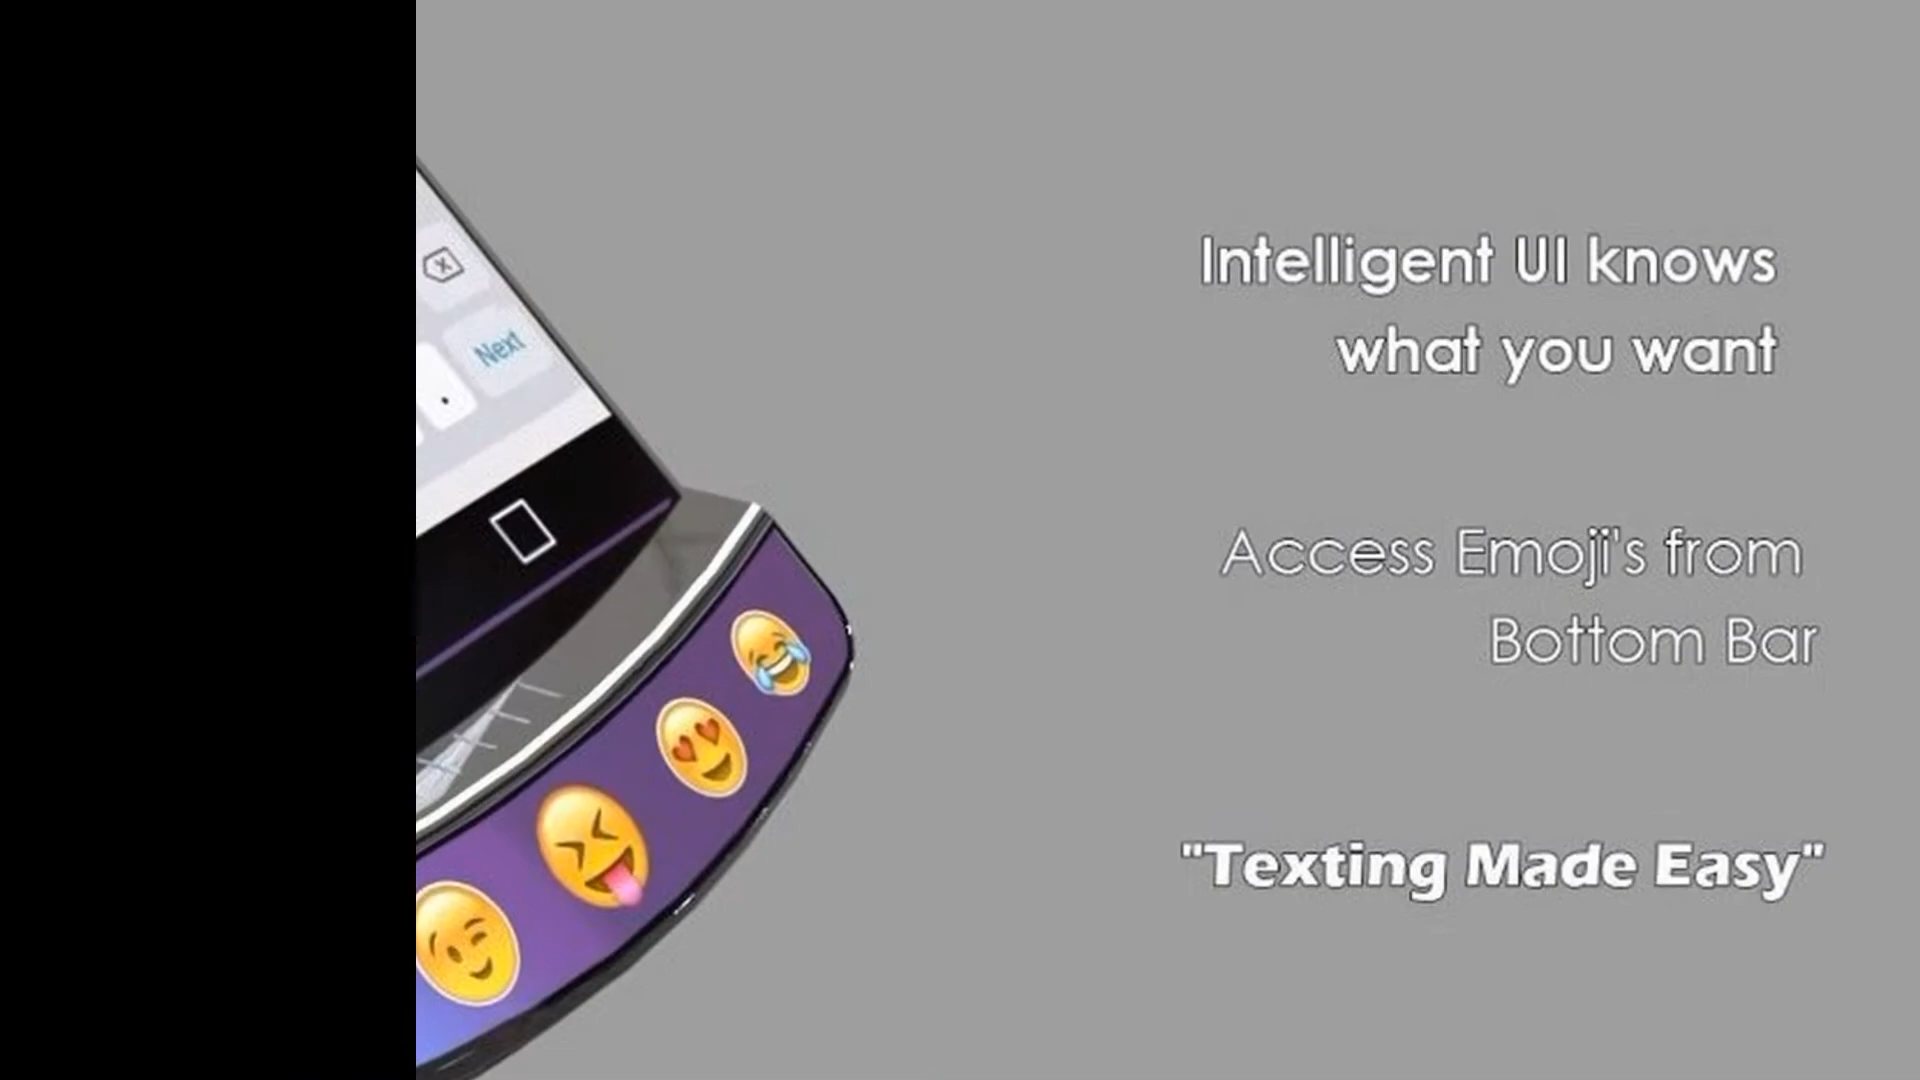 Intelligent UI knows
what you want
Next
Access Emoji's from
Bottom Bar
"Texting Made Easy"